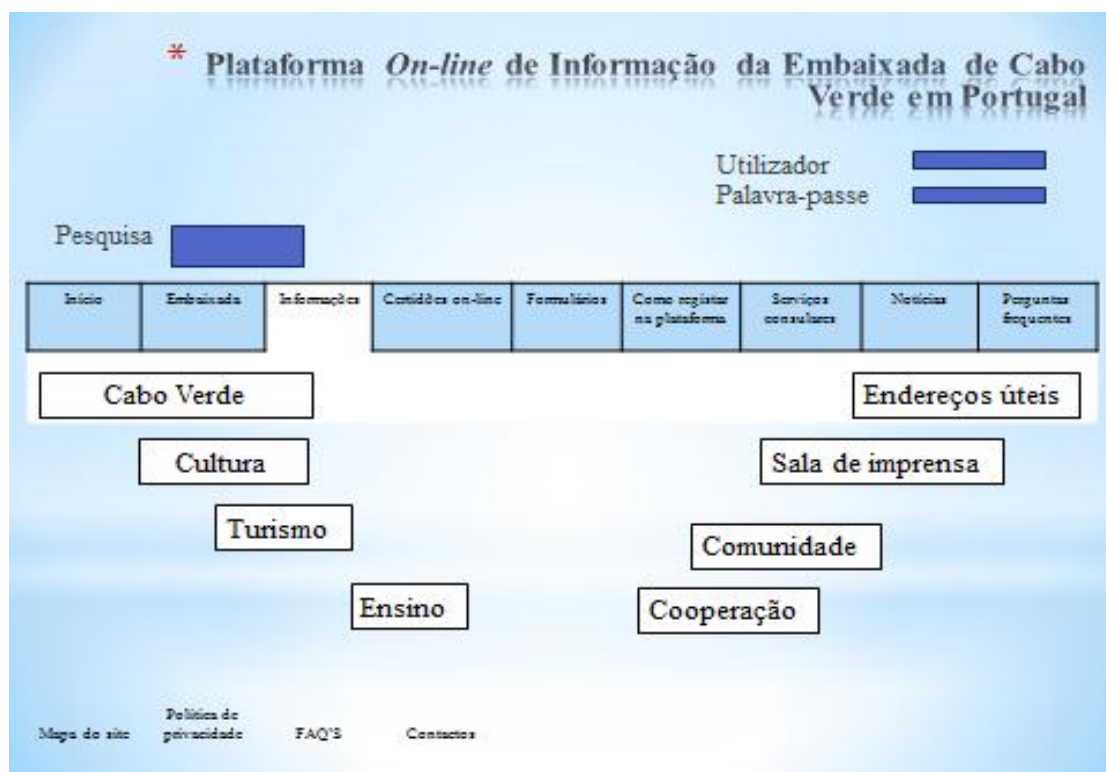 * Plataforma On-line de Informação da Embaixada de Cabo
Verde em Portugal
Utilizador
Palavra-passe
Pesquisa
Início
Embaixada
Informações
Certidões on-line
Formulários
Como registar
na plataforma
Serviços
consulares
Notícias
Perguntas
frequentes
Cabo Verde
Endereços úteis
Cultura
Sala de imprensa
Turismo
Comunidade
Ensino
Cooperação
Mapa do site
Política de
privacidade
FAQ'S
Contactos